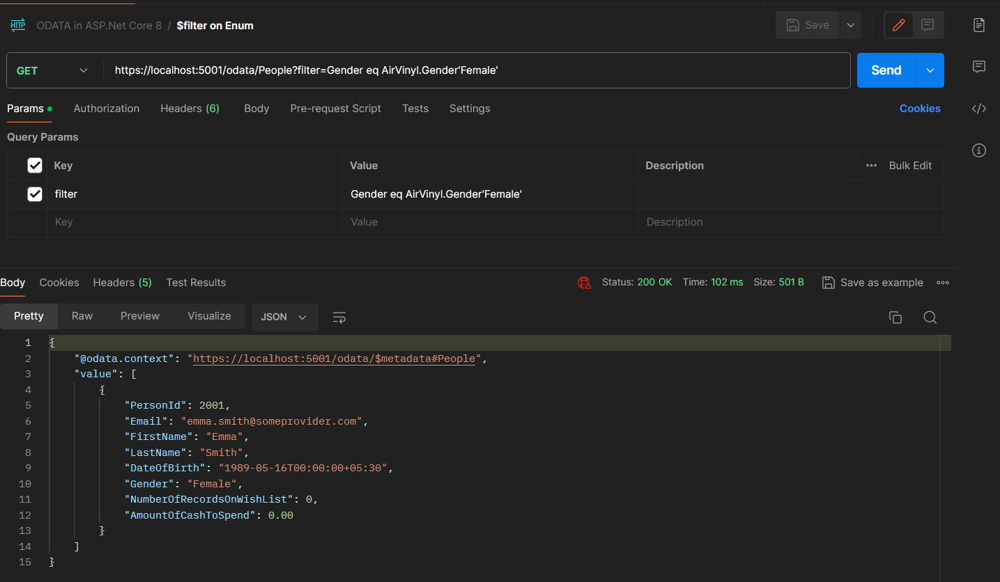 HTTP ODATA in ASP.Net Core 8 / $filter on Enum Save
GET https://localhost:5001/odata/People?filter=Gender eq AirVinyl.Gender'Female' Send
Params Authorization Headers (6) Body Pre-request Script Tests Settings Cookies
Query Params
Key Value Description Bulk Edit
filter Gender eq AirVinyl.Gender'Female'
Key Value Description
Body Cookies Headers (5) Test Results Status: 200 OK Time: 102 ms Size: 501 B Save as example
Pretty Raw Preview Visualize JSON
1 {
2 "@odata.context": "https://localhost:5001/odata/$metadata#People",
3 "value": [
4 {
5 "PersonId": 2001,
6 "Email": "emma.smith@someprovider.com",
7 "FirstName": "Emma",
8 "LastName": "Smith",
9 "DateOfBirth": "1989-05-16T00:00:00+05:30",
10 "Gender": "Female",
11 "NumberOfRecordsOnWishList": 0,
12 "AmountOfCashToSpend": 0.00
13 }
14 ]
15 }